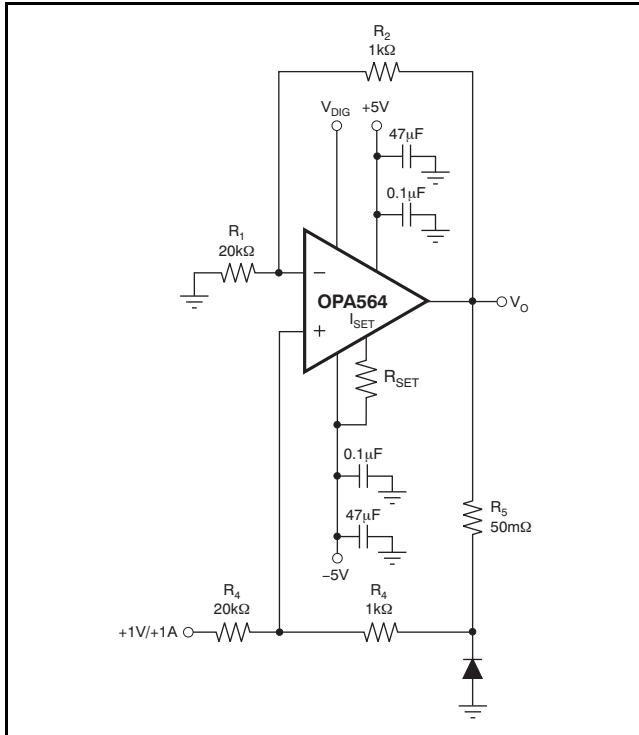 R2
1kΩ
VDIG
+5V
47μF
0.1μF
R1
20kΩ
−
OPA564
ISET
+
VO
RSET
0.1μF
R5
50mΩ
47μF
−5V
R4
20kΩ
R4
1kΩ
+1V/+1A